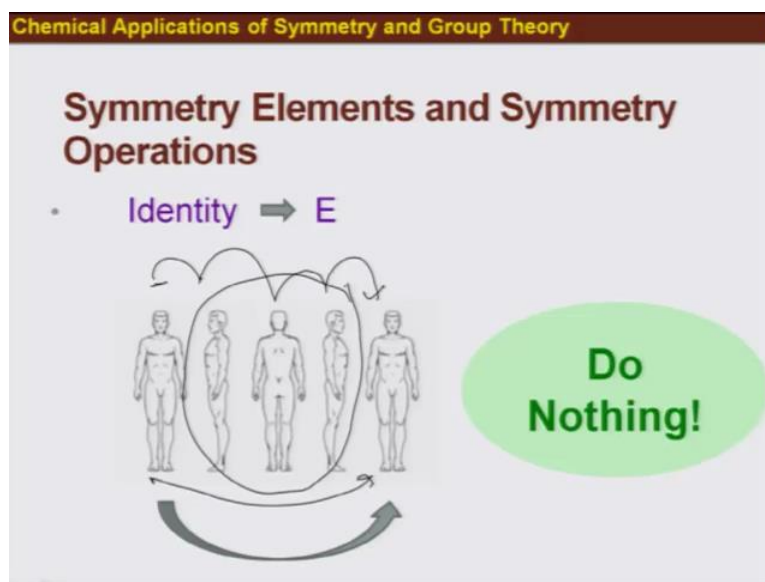 Chemical Applications of Symmetry and Group Theory
Symmetry Elements and Symmetry
Operations
Identity ➡ E
Do
Nothing!